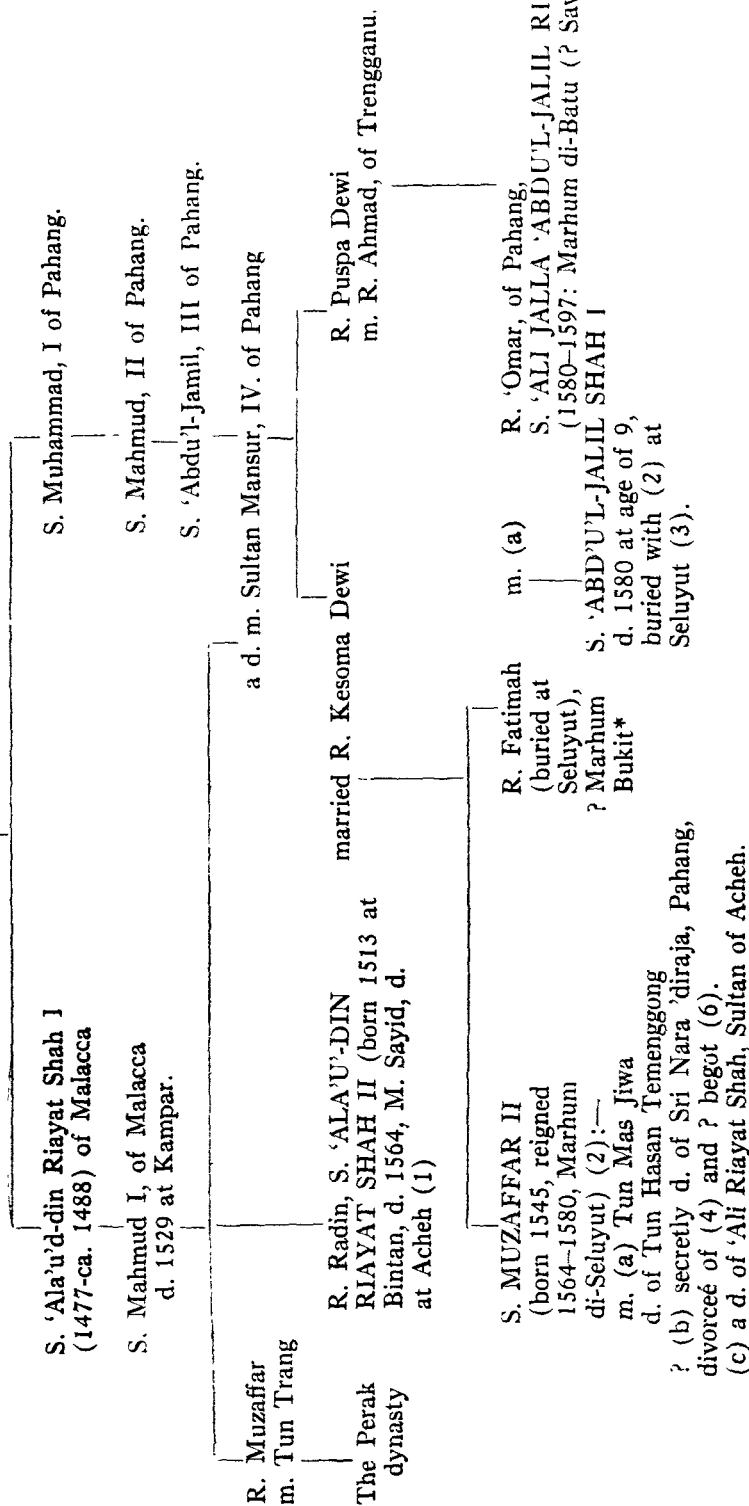 S. 'Ala'u'd-din Riayat Shah I
(1477-ca. 1488) of Malacca
S. Muhammad, I of Pahang.
S. Mahmud I, of Malacca
d. 1529 at Kampar.
S. Mahmud, II of Pahang.
S. 'Abdu'l-Jamil, III of Pahang.
R. Muzaffar
m. Tun Trang
a d. m. Sultan Mansur, IV. of Pahang
The Perak
dynasty
R. Radin, S. 'ALA'U'-DIN
RIAYAT SHAH II (born 1513 at
Bintan, d. 1564, M. Sayid, d.
at Acheh (1)
married R. Kesoma Dewi
R. Puspa Dewi
m. R. Ahmad, of Trengganu.
S. MUZAFFAR II
(born 1545, reigned
1564–1580, Marhum
di-Seluyut) (2):—
m. (a) Tun Mas Jiwa
d. of Tun Hasan Temenggong
? (b) secretly d. of Sri Nara 'diraja, Pahang,
divorceé of (4) and ? begot (6).
(c) a d. of 'Ali Riayat Shah, Sultan of Acheh.
R. Fatimah
(buried at
Seluyut),
? Marhum
Bukit*
m. (a)
R. 'Omar, of Pahang,
S. 'ALI JALLA 'ABDU'L-JALIL
(1580–1597: Marhum di-Batu (?
S. 'ABD'U'L-JALIL SHAH I
d. 1580 at age of 9,
buried with (2) at
Seluyut (3).